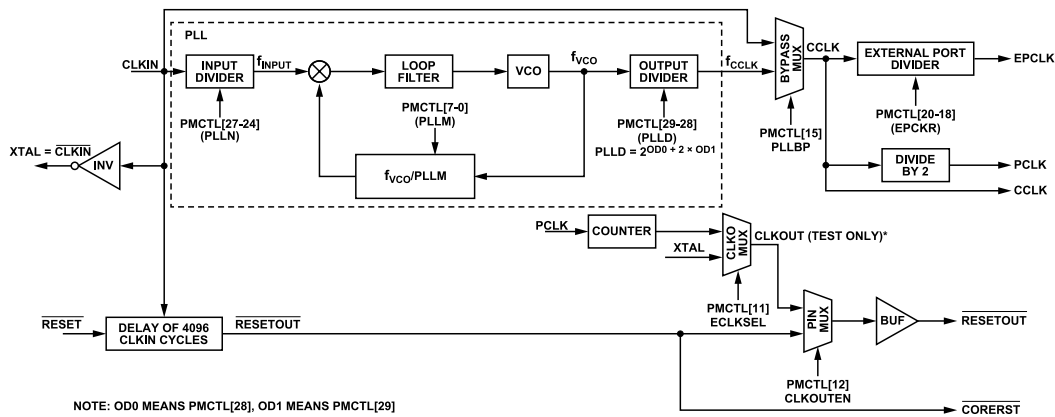 PLL
CLKIN
INPUT
DIVIDER
fINPUT
LOOP
FILTER
VCO
fVCO
OUTPUT
DIVIDER
fCCLK
BYPASS
MUX
CCLK
EXTERNAL PORT
DIVIDER
EPCLK
PMCTL[27-24]
(PLLN)
PMCTL[7-0]
(PLLM)
PMCTL[29-28]
(PLLD)
PLLD = 2^OD0 + 2 × OD1
PMCTL[15]
PLLBP
PMCTL[20-18]
(EPCKR)
XTAL = CLKIN
INV
fVCO/PLLM
DIVIDE
BY 2
PCLK
CCLK
PCLK
COUNTER
XTAL
CLKO
MUX
CLKOUT (TEST ONLY)*
PMCTL[11]
ECLKSEL
RESET
DELAY OF 4096
CLKIN CYCLES
RESETOUT
PIN
MUX
BUF
RESETOUT
PMCTL[12]
CLKOUTEN
CORERST
NOTE: OD0 MEANS PMCTL[28], OD1 MEANS PMCTL[29]